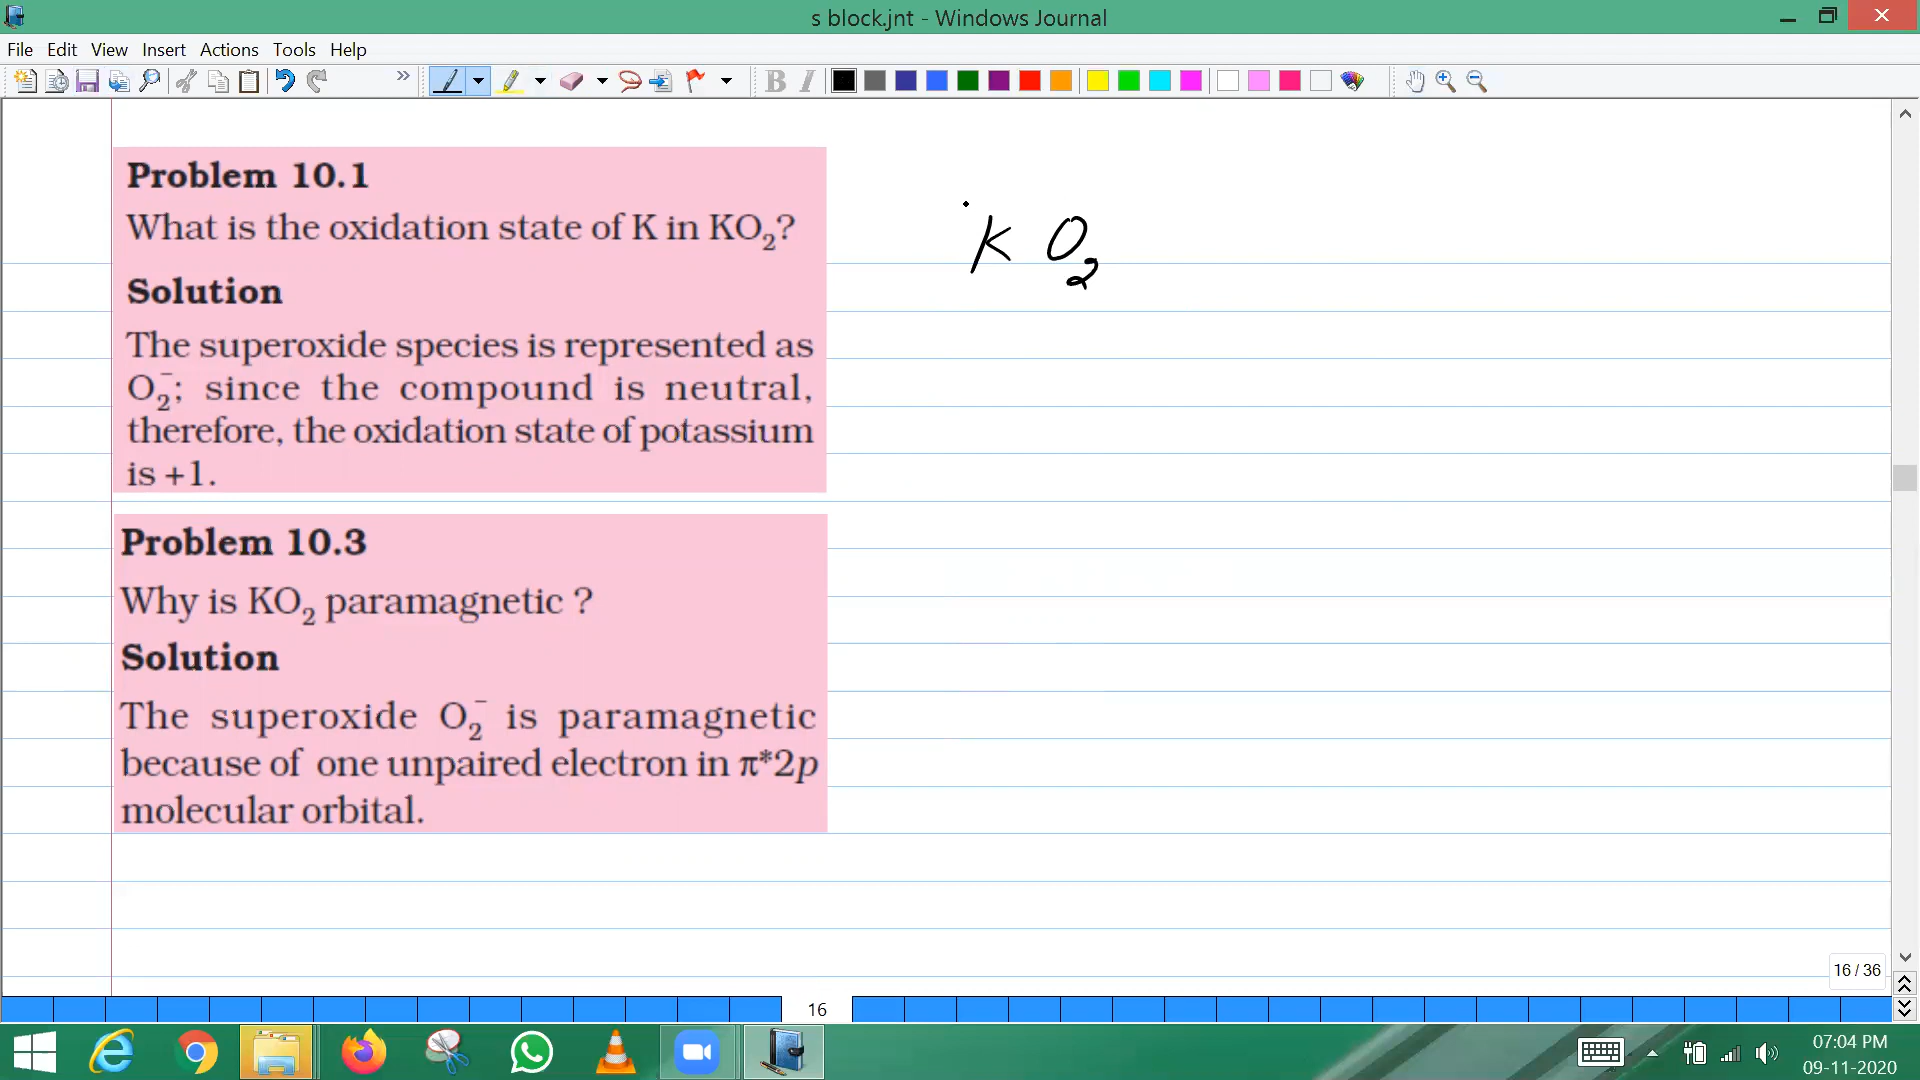 s block.jnt - Windows Journal
File Edit View Insert Actions Tools Help
B I
Problem 10.1
What is the oxidation state of K in KO₂?
Solution
The superoxide species is represented as
O₂⁻; since the compound is neutral,
therefore, the oxidation state of potassium
is +1.
K O₂
Problem 10.3
Why is KO₂ paramagnetic ?
Solution
The superoxide O₂⁻ is paramagnetic
because of one unpaired electron in π*2p
molecular orbital.
16 / 36
16
07:04 PM
09-11-2020